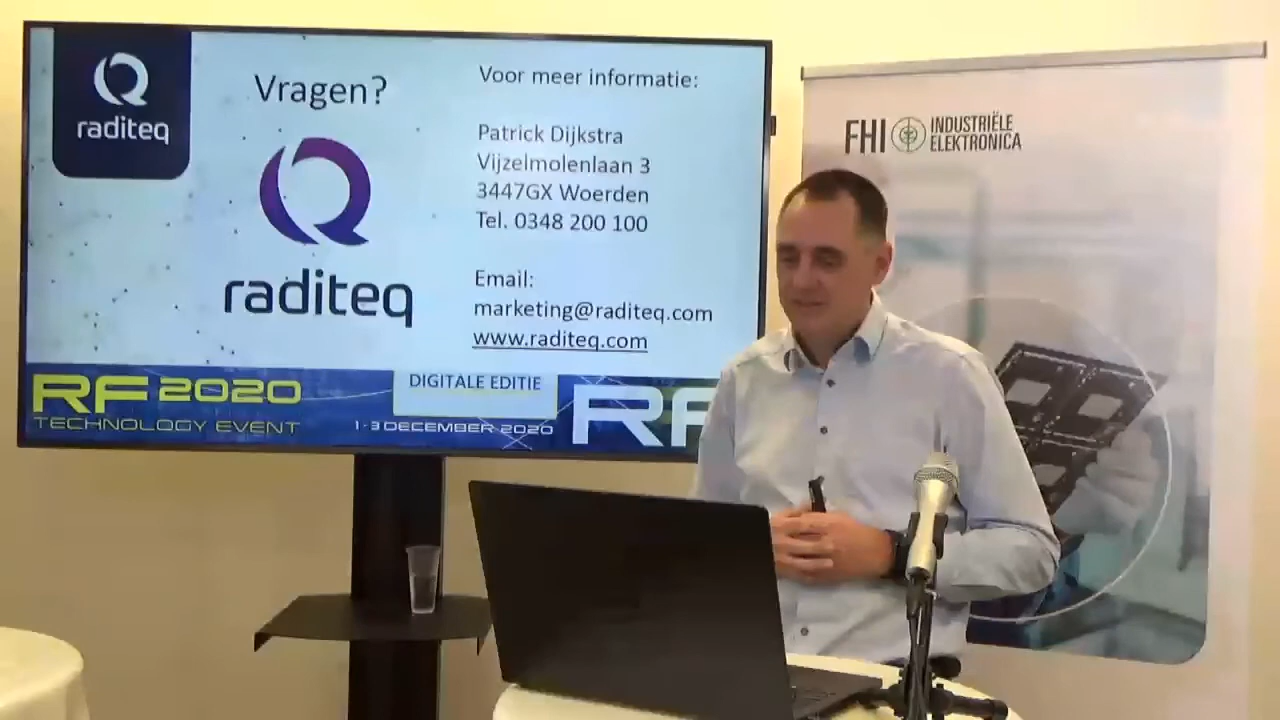 raditeq
Vragen?
raditeq
Voor meer informatie:
Patrick Dijkstra
Vijzelmolenlaan 3
3447GX Woerden
Tel. 0348 200 100
Email:
marketing@raditeq.com
www.raditeq.com
RF 2020
TECHNOLOGY EVENT
DIGITALE EDITIE
1-3 DECEMBER 2020
RF
FHI INDUSTRIËLE
ELEKTRONICA